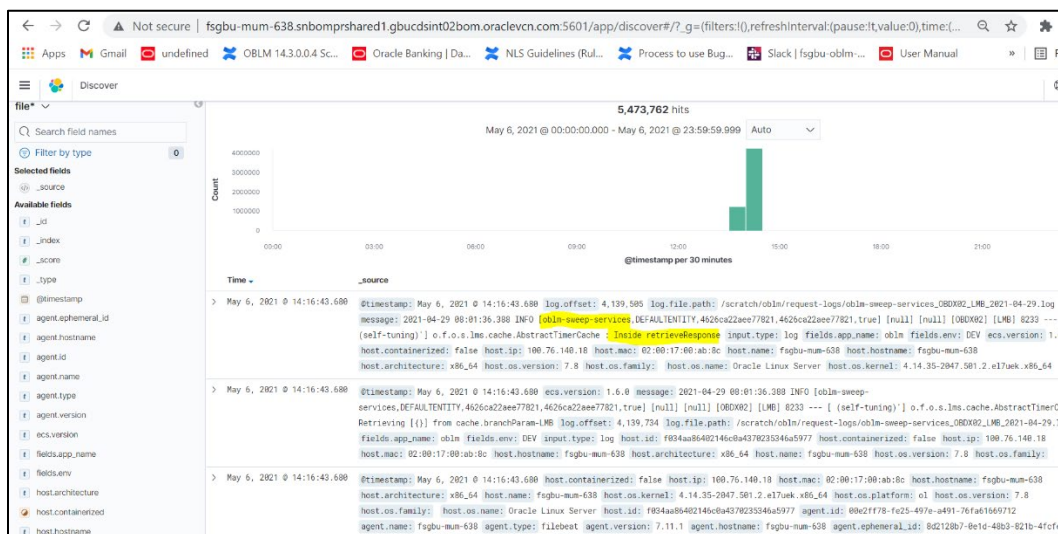 Not secure | fsgbu-mum-638.snbomprshared1.gbucdsint02bom.oraclevcn.com:5601/app/discover#/?_g=(filters:!(),refreshInterval:(pause:!t,value:0),time:(...
Apps M Gmail undefined OBLM 14.3.0.0.4 Sc... Oracle Banking | Da... NLS Guidelines (Rul... Process to use Bug... Slack | fsgbu-oblm-... User Manual »
Discover
file*
Search field names
Filter by type 0
Selected fields
_source
Available fields
t _id
t _index
# _score
t _type
@timestamp
t agent.ephemeral_id
t agent.hostname
t agent.id
t agent.name
t agent.type
t agent.version
t ecs.version
t fields.app_name
t fields.env
t host.architecture
host.containerized
t host.hostname
5,473,762 hits
May 6, 2021 @ 00:00:00.000 - May 6, 2021 @ 23:59:59.999 Auto
Count
4000000
3000000
2000000
1000000
0
00:00 03:00 06:00 09:00 12:00 15:00 18:00 21:00
@timestamp per 30 minutes
Time _source
> May 6, 2021 @ 14:16:43.680 @timestamp: May 6, 2021 @ 14:16:43.680 log.offset: 4,139,505 log.file.path: /scratch/oblm/request-logs/oblm-sweep-services_OBDX02_LMB_2021-04-29.log
message: 2021-04-29 08:01:36.388 INFO [oblm-sweep-services,DEFAULTENTITY,4626ca22aee77821,4626ca22aee77821,true] [null] [null] [OBDX02] [LMB] 8233 ---
(self-tuning)'] o.f.o.s.lms.cache.AbstractTimerCache : Inside retrieveResponse input.type: log fields.app_name: oblm fields.env: DEV ecs.version: 1.
host.containerized: false host.ip: 100.76.140.18 host.mac: 02:00:17:00:ab:8c host.name: fsgbu-mum-638 host.hostname: fsgbu-mum-638
host.architecture: x86_64 host.os.version: 7.8 host.os.family: host.os.name: Oracle Linux Server host.os.kernel: 4.14.35-2047.501.2.el7uek.x86_64
> May 6, 2021 @ 14:16:43.680 @timestamp: May 6, 2021 @ 14:16:43.680 ecs.version: 1.6.0 message: 2021-04-29 08:01:36.388 INFO [oblm-sweep-
services,DEFAULTENTITY,4626ca22aee77821,4626ca22aee77821,true] [null] [null] [OBDX02] [LMB] 8233 --- [ (self-tuning)'] o.f.o.s.lms.cache.AbstractTimerC
Retrieving [{}] from cache.branchParam-LMB log.offset: 4,139,734 log.file.path: /scratch/oblm/request-logs/oblm-sweep-services_OBDX02_LMB_2021-04-29.
fields.app_name: oblm fields.env: DEV input.type: log host.id: f034aa86402146c0a4370235346a5977 host.containerized: false host.ip: 100.76.140.18
host.mac: 02:00:17:00:ab:8c host.hostname: fsgbu-mum-638 host.architecture: x86_64 host.name: fsgbu-mum-638 host.os.version: 7.8 host.os.family:
> May 6, 2021 @ 14:16:43.680 @timestamp: May 6, 2021 @ 14:16:43.680 host.containerized: false host.ip: 100.76.140.18 host.mac: 02:00:17:00:ab:8c host.hostname: fsgbu-mum-638
host.architecture: x86_64 host.name: fsgbu-mum-638 host.os.kernel: 4.14.35-2047.501.2.el7uek.x86_64 host.os.platform: ol host.os.version: 7.8
host.os.family: host.os.name: Oracle Linux Server host.id: f034aa86402146c0a4370235346a5977 agent.id: 00e2ff78-fe25-497e-a491-76fa61669712
agent.name: fsgbu-mum-638 agent.type: filebeat agent.version: 7.11.1 agent.hostname: fsgbu-mum-638 agent.ephemeral_id: 8d2128b7-0e1d-48b3-821b-4fcf